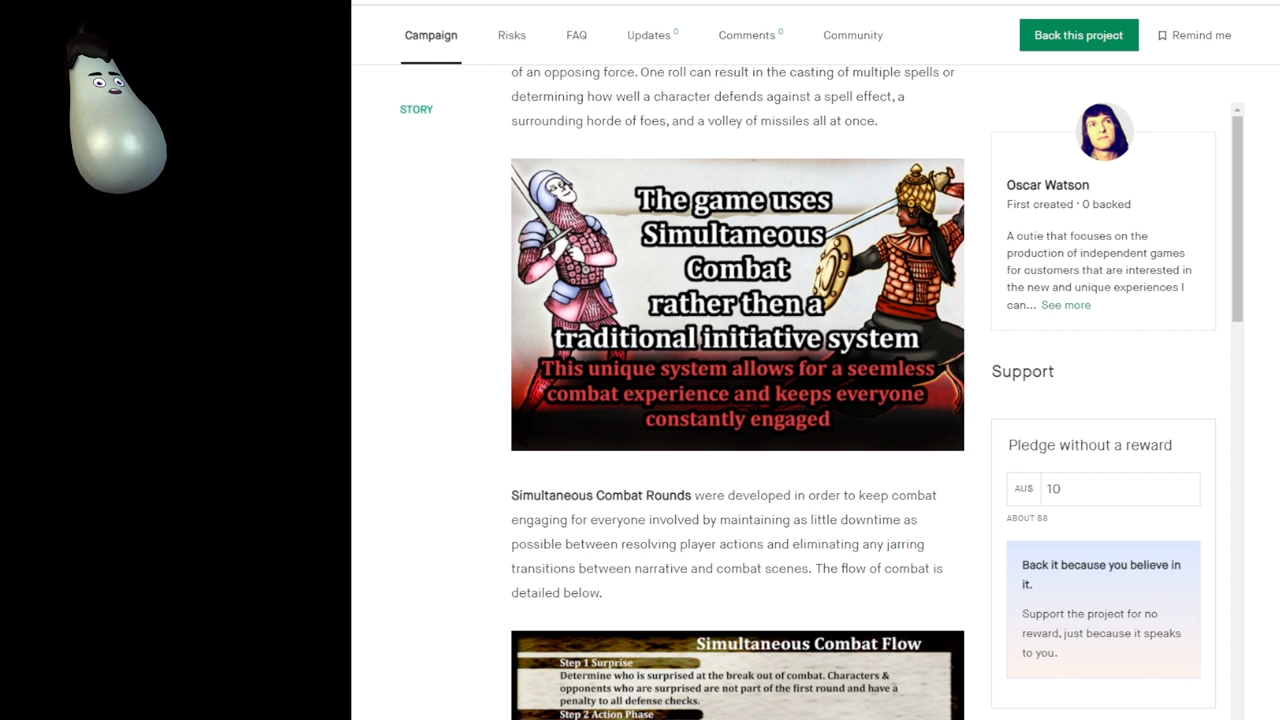 Campaign Risks FAQ Updates 0 Comments 0 Community Back this project Remind me
STORY
of an opposing force. One roll can result in the casting of multiple spells or
determining how well a character defends against a spell effect, a
surrounding horde of foes, and a volley of missiles all at once.
The game uses
Simultaneous
Combat
rather then a
traditional initiative system
This unique system allows for a seemless
combat experience and keeps everyone
constantly engaged
Simultaneous Combat Rounds were developed in order to keep combat
engaging for everyone involved by maintaining as little downtime as
possible between resolving player actions and eliminating any jarring
transitions between narrative and combat scenes. The flow of combat is
detailed below.
Simultaneous Combat Flow
Step 1 Surprise
Determine who is surprised at the break out of combat. Characters &
opponents who are surprised are not part of the first round and have a
penalty to all defense checks.
Step 2 Action Phase
Oscar Watson
First created · 0 backed
A cutie that focuses on the
production of independent games
for customers that are interested in
the new and unique experiences I
can... See more
Support
Pledge without a reward
AU$ 10
ABOUT $8
Back it because you believe in
it.
Support the project for no
reward, just because it speaks
to you.